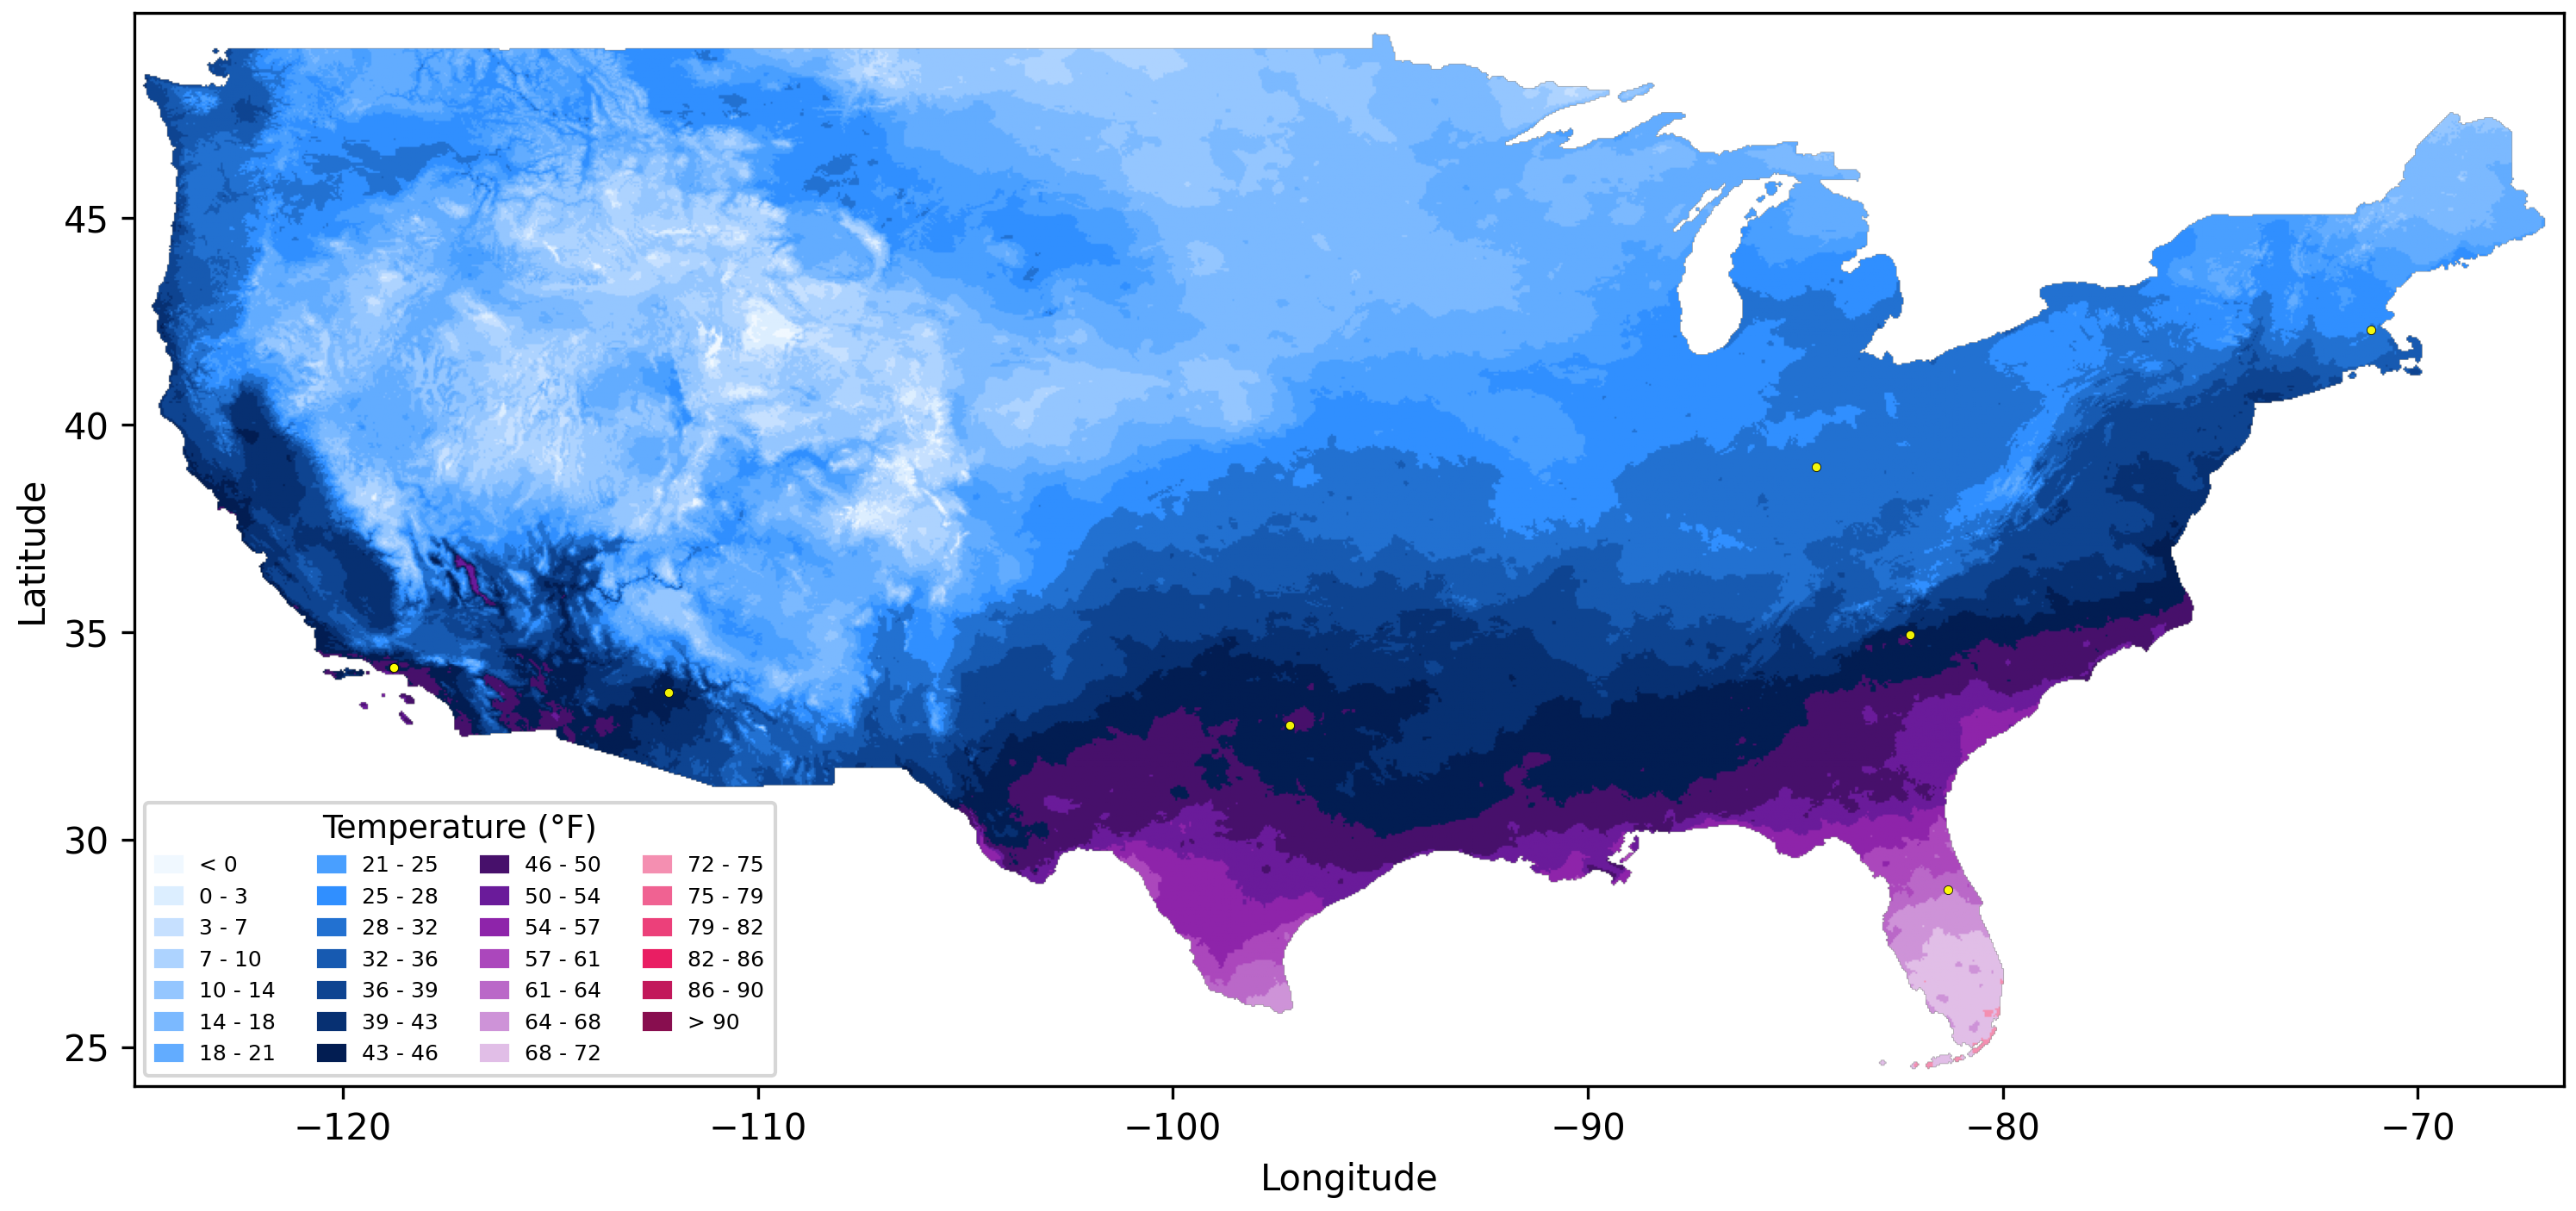 45
40
35
30
25
Latitude
Temperature (°F)
< 0
0 - 3
3 - 7
7 - 10
10 - 14
14 - 18
18 - 21
21 - 25
25 - 28
28 - 32
32 - 36
36 - 39
39 - 43
43 - 46
46 - 50
50 - 54
54 - 57
57 - 61
61 - 64
64 - 68
68 - 72
72 - 75
75 - 79
79 - 82
82 - 86
86 - 90
> 90
−120
−110
−100
−90
−80
−70
Longitude